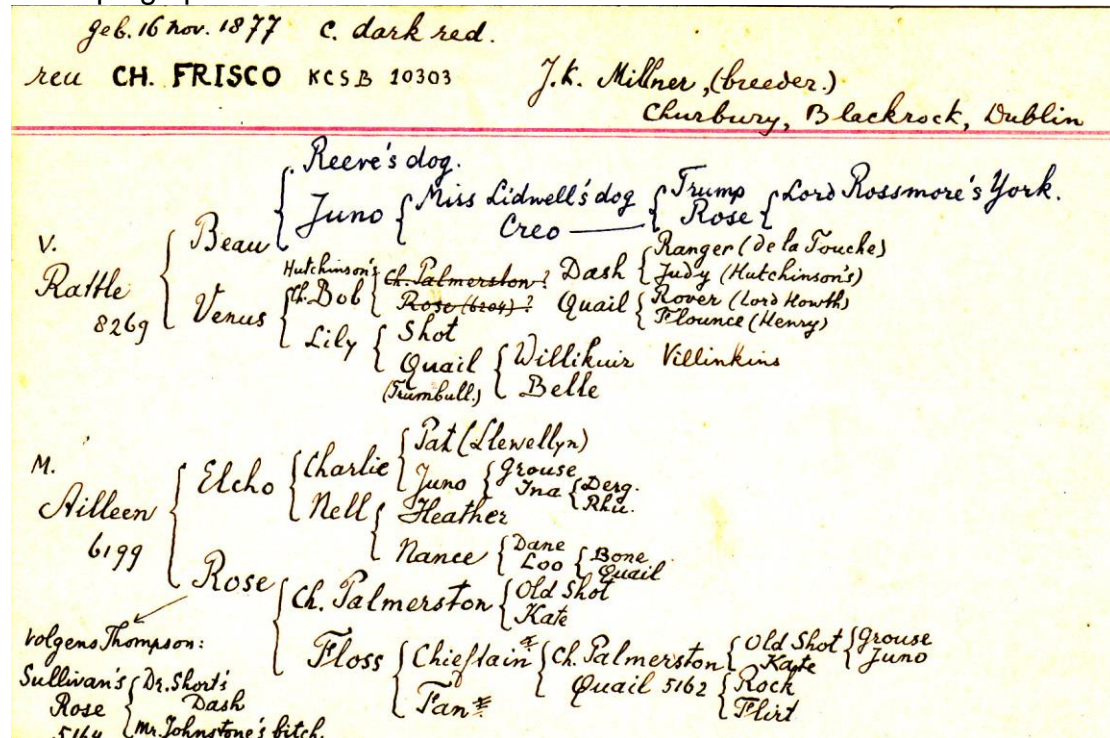 geb. 16 nov. 1877 c. dark red.
reu CH. FRISCO KCSB 10303 J.K. Millner, (breeder.)
Churbury, Blackrock, Dublin
Reeve's dog.
Juno Miss Lidwell's dog Trump Lord Rossmore's York.
Creo Rose
V. Beau
Rattle
8269 Venus
Hutchinson's Ch. Palmerston? Dash Ranger (de la Touche)
Judy (Hutchinson's)
Ch. Bob Rose (6204)? Quail Rover (Lord Howth)
Flounce (Henry)
Lily Shot
Quail Willikuir Villinkins
(Trumbull.) Belle
M. Elcho Charlie Pat (Llewellyn)
Juno Grouse
Ina Derg.
Rhu.
Ailleen Nell Heather
6199 Nance Dane
Loo Bone
Quail
Rose Ch. Palmerston Old Shot
Kate
volgens Thompson: Floss Chieftain Ch. Palmerston Old Shot Grouse
Kate Juno
Sullivan's Dr. Short's Fan Quail 5162 Rock
Rose Dash Flirt
5164 Mr. Johnstone's bitch.